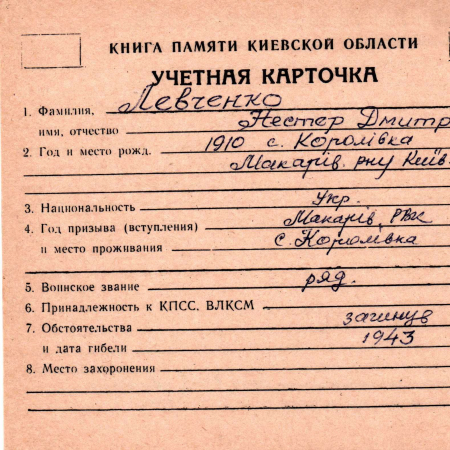 КНИГА ПАМЯТИ КИЕВСКОЙ ОБЛАСТИ
УЧЕТНАЯ КАРТОЧКА
1. Фамилия, Левченко
имя, отчество Нестер Дмитр
2. Год и место рожд. 1910 с. Королівка
Макарів. р-ну Київ.
3. Национальность Укр.
4. Год призыва (вступления) Макарів. РВК
и место проживания с. Королівка
5. Воинское звание ряд.
6. Принадлежность к КПСС. ВЛКСМ
7. Обстоятельства загинув
и дата гибели 1943
8. Место захоронения